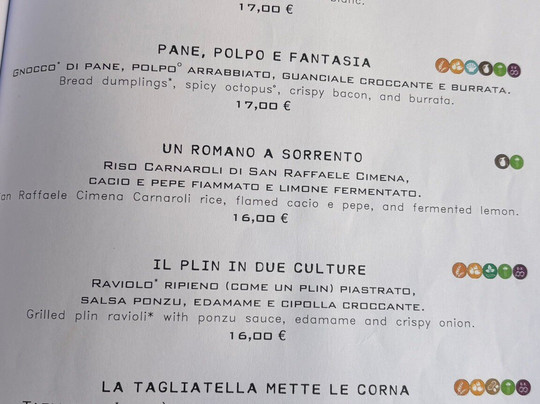 17,00 €
PANE, POLPO E FANTASIA
GNOCCO* DI PANE, POLPO° ARRABBIATO, GUANCIALE CROCCANTE E BURRATA.
Bread dumplings*, spicy octopus*, crispy bacon, and burrata.
17,00 €
UN ROMANO A SORRENTO
RISO CARNAROLI DI SAN RAFFAELE CIMENA,
CACIO E PEPE FIAMMATO E LIMONE FERMENTATO.
an Raffaele Cimena Carnaroli rice, flamed cacio e pepe, and fermented lemon.
16,00 €
IL PLIN IN DUE CULTURE
RAVIOLO* RIPIENO (COME UN PLIN) PIASTRATO,
SALSA PONZU, EDAMAME E CIPOLLA CROCCANTE.
Grilled plin ravioli* with ponzu sauce, edamame and crispy onion.
16,00 €
LA TAGLIATELLA METTE LE CORNA